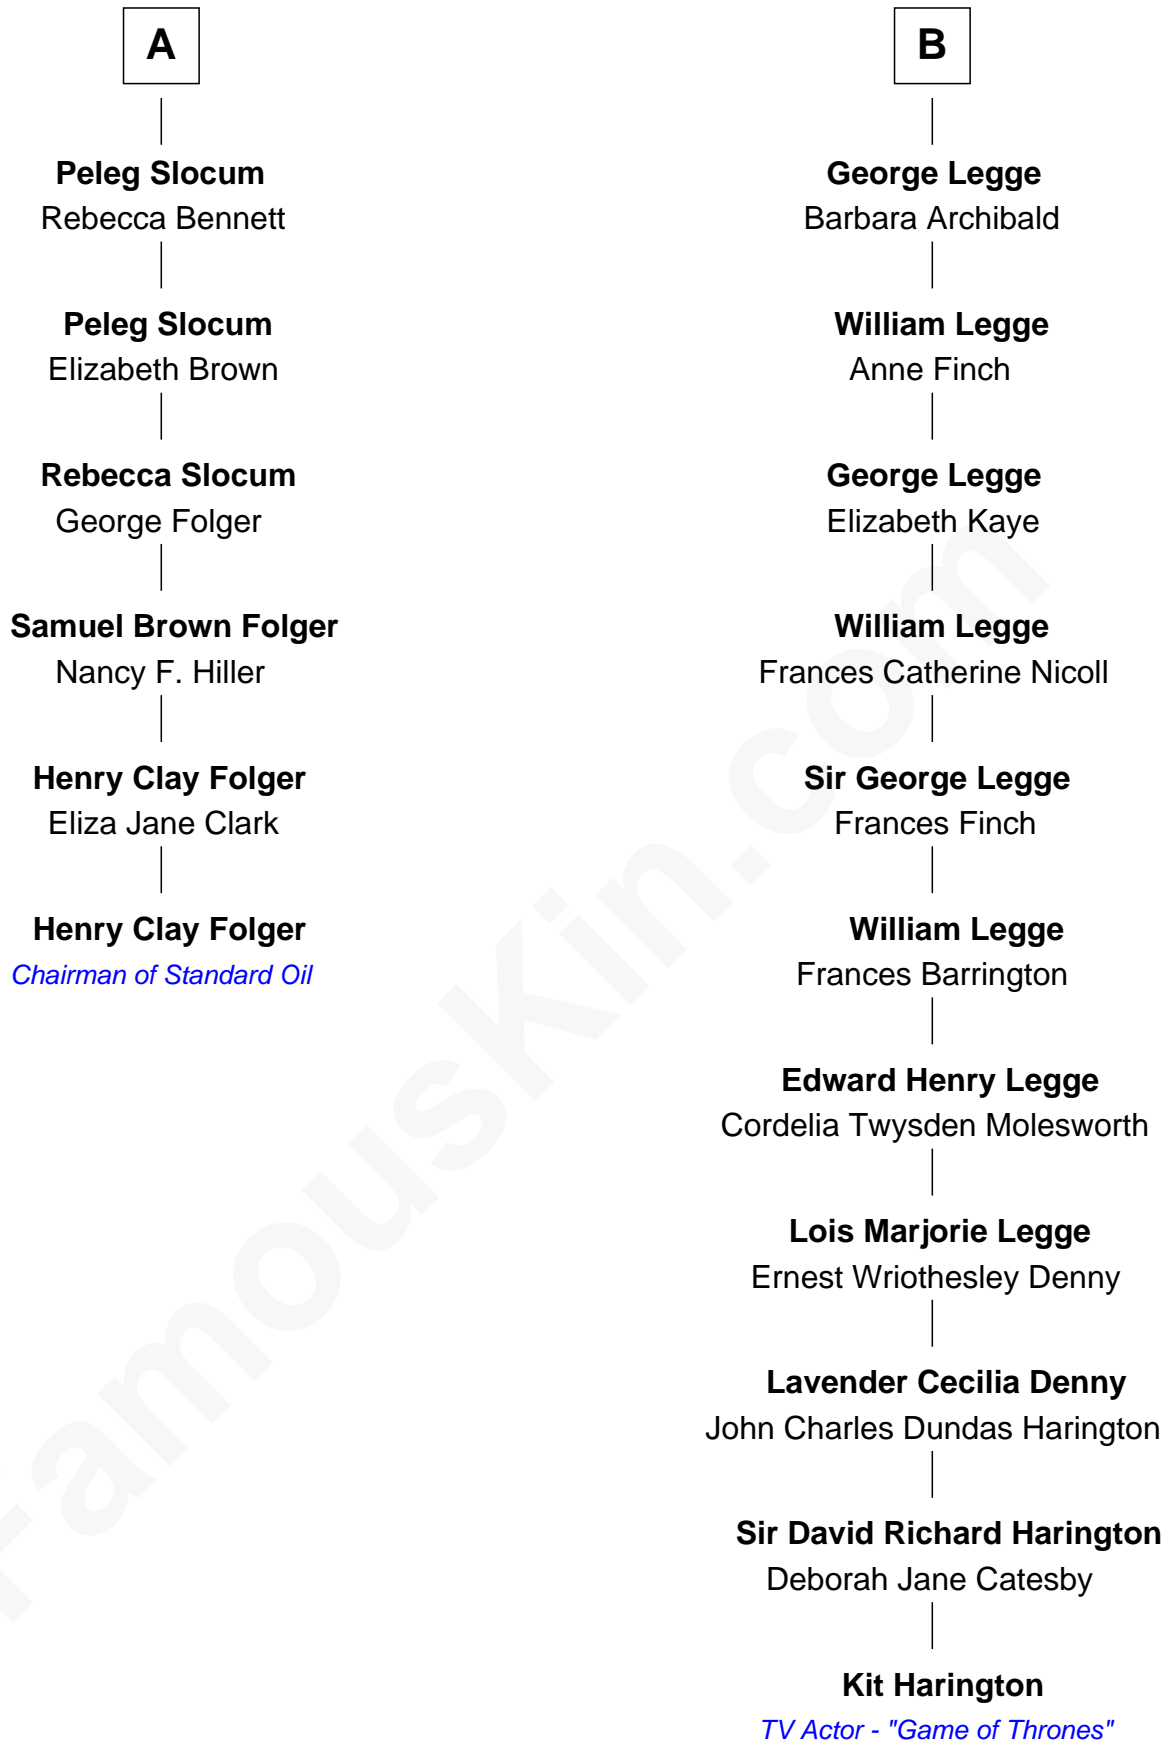 A
Peleg Slocum
Rebecca Bennett
Peleg Slocum
Elizabeth Brown
Rebecca Slocum
George Folger
Samuel Brown Folger
Nancy F. Hiller
Henry Clay Folger
Eliza Jane Clark
Henry Clay Folger
Chairman of Standard Oil
B
George Legge
Barbara Archibald
William Legge
Anne Finch
George Legge
Elizabeth Kaye
William Legge
Frances Catherine Nicoll
Sir George Legge
Frances Finch
William Legge
Frances Barrington
Edward Henry Legge
Cordelia Twysden Molesworth
Lois Marjorie Legge
Ernest Wriothesley Denny
Lavender Cecilia Denny
John Charles Dundas Harington
Sir David Richard Harington
Deborah Jane Catesby
Kit Harington
TV Actor - "Game of Thrones"
FamousKin.com